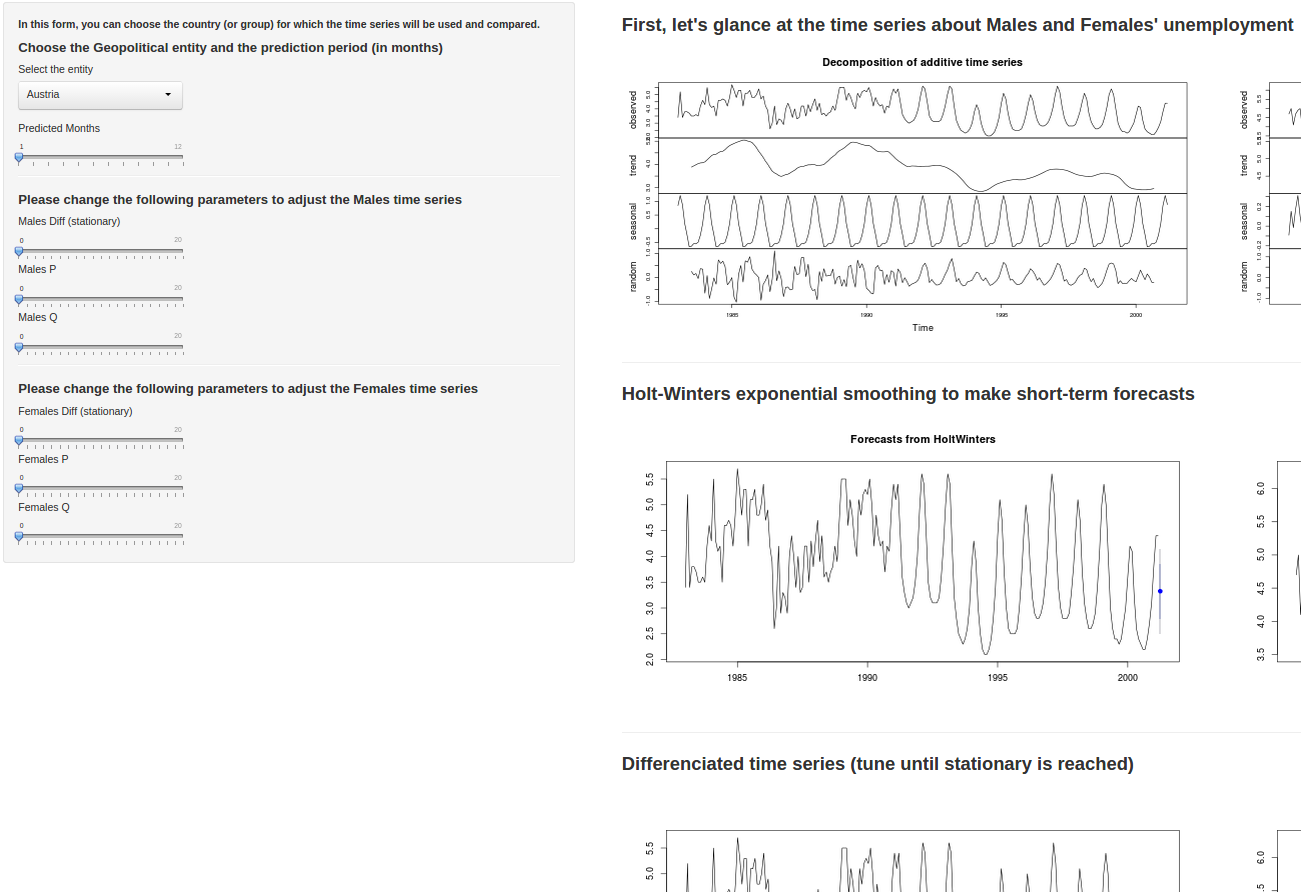 In this form, you can choose the country (or group) for which the time series will be used and compared.
Choose the Geopolitical entity and the prediction period (in months)
Select the entity
Austria
Predicted Months
1 12
Please change the following parameters to adjust the Males time series
Males Diff (stationary)
0 20
Males P
0 20
Males Q
0 20
Please change the following parameters to adjust the Females time series
Females Diff (stationary)
0 20
Females P
0 20
Females Q
0 20
First, let's glance at the time series about Males and Females' unemployment
Decomposition of additive time series
observed
trend
seasonal
random
1985 1990 1995 2000
Time
observed
trend
seasonal
random
Holt-Winters exponential smoothing to make short-term forecasts
Forecasts from HoltWinters
5.5
5.0
4.5
4.0
3.5
3.0
2.5
2.0
1985 1990 1995 2000
6.0
5.5
5.0
4.5
4.0
3.5
Differenciated time series (tune until stationary is reached)
5.5
5.0
6.0